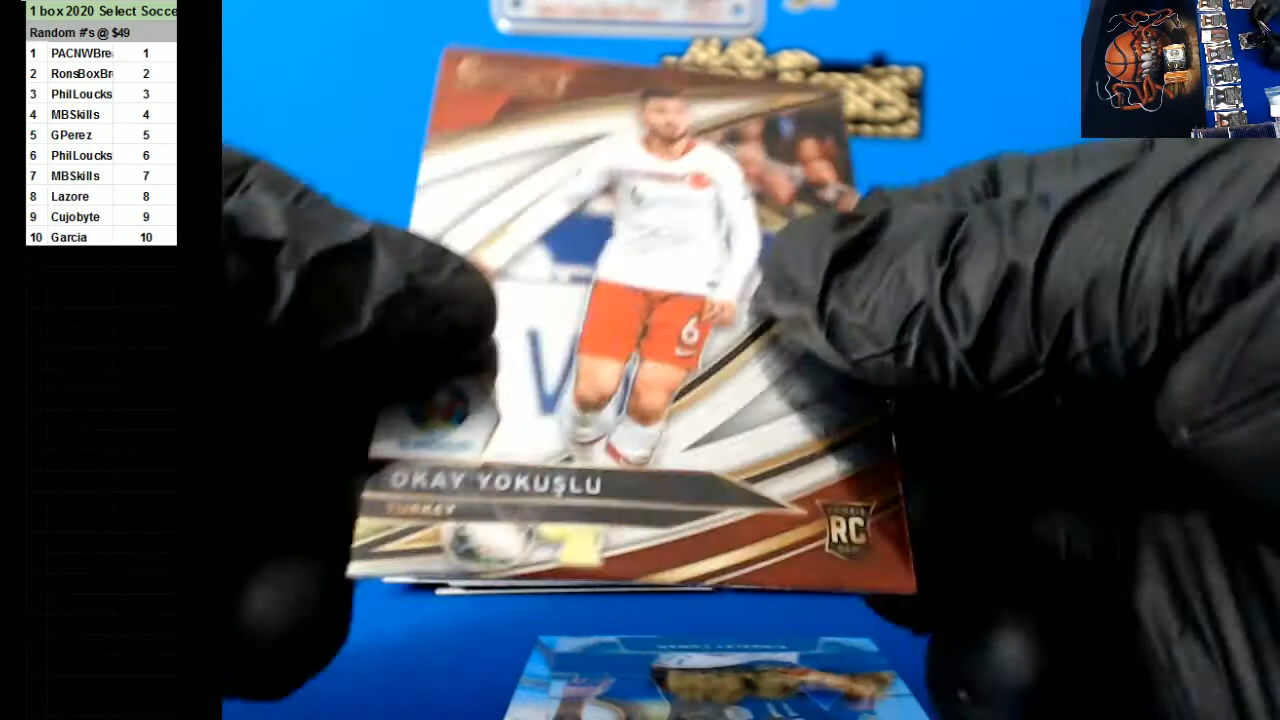 1 box 2020 Select Socce
Random #'s @ $49
1 PACNWBre 1
2 RonsBoxBr 2
3 PhilLoucks 3
4 MBSkills 4
5 GPerez 5
6 PhilLoucks 6
7 MBSkills 7
8 Lazore 8
9 Cujobyte 9
10 Garcia 10
6
OKAY YOKUŞLU
TURKEY
RC
11